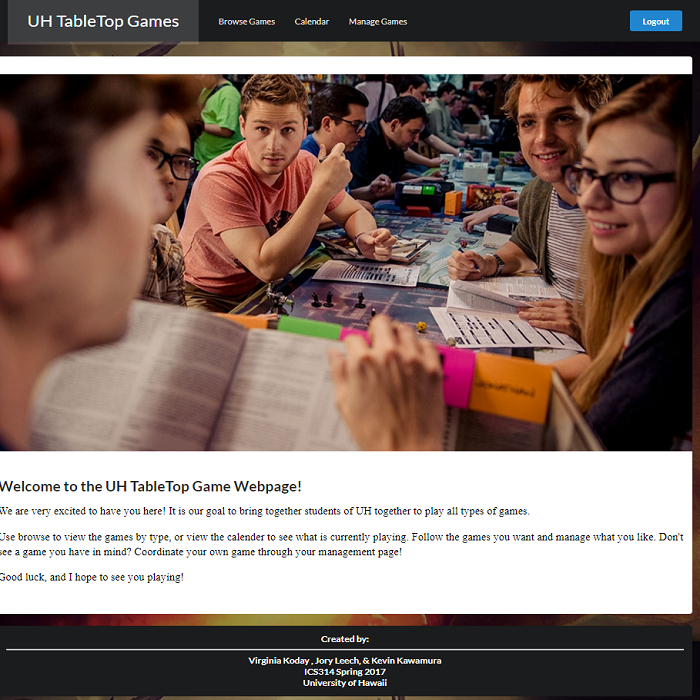 UH TableTop Games Browse Games Calendar Manage Games Logout
Welcome to the UH TableTop Game Webpage!
We are very excited to have you here! It is our goal to bring together students of UH together to play all types of games.
Use browse to view the games by type, or view the calender to see what is currently playing. Follow the games you want and manage what you like. Don't
see a game you have in mind? Coordinate your own game through your management page!
Good luck, and I hope to see you playing!
Created by:
Virginia Koday , Jory Leech, & Kevin Kawamura
ICS314 Spring 2017
University of Hawaii